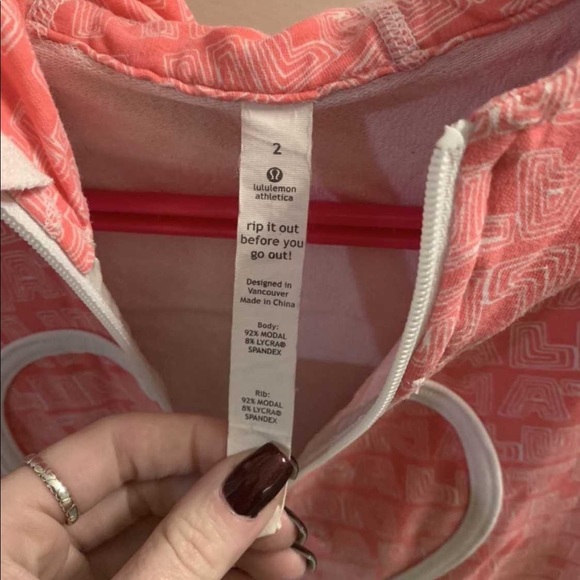 2
lululemon
athletica
rip it out
before you
go out!
Designed in
Vancouver
Made in China
Body:
92% MODAL
8% LYCRA®
SPANDEX
Rib:
92% MODAL
8% LYCRA®
SPANDEX